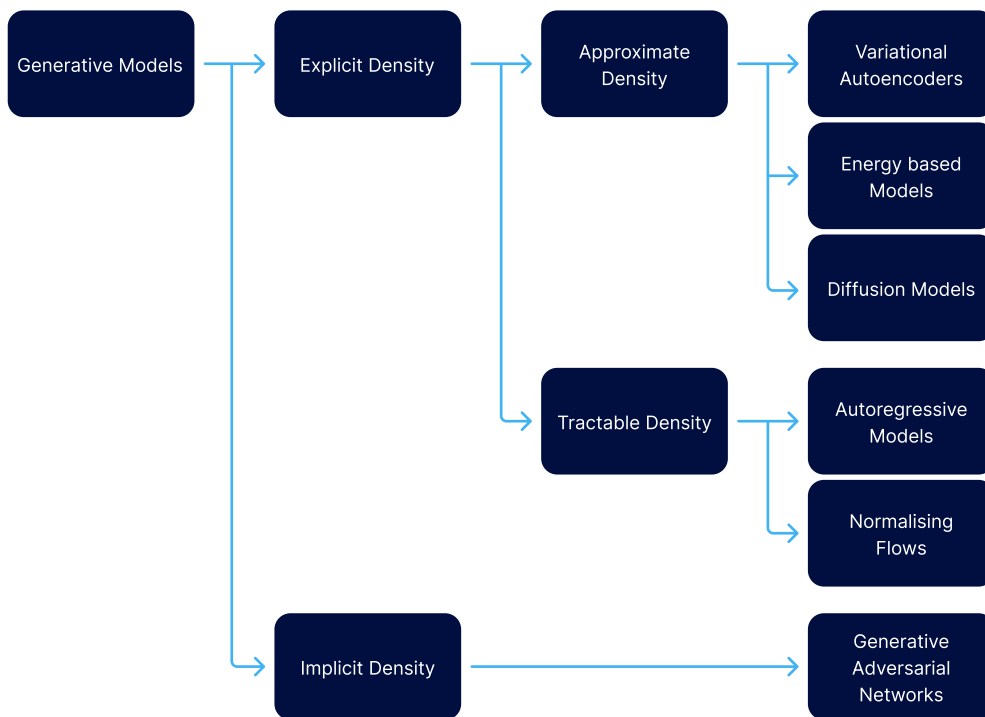 Generative Models
Explicit Density
Approximate
Density
Variational
Autoencoders
Energy based
Models
Diffusion Models
Tractable Density
Autoregressive
Models
Normalising
Flows
Implicit Density
Generative
Adversarial
Networks